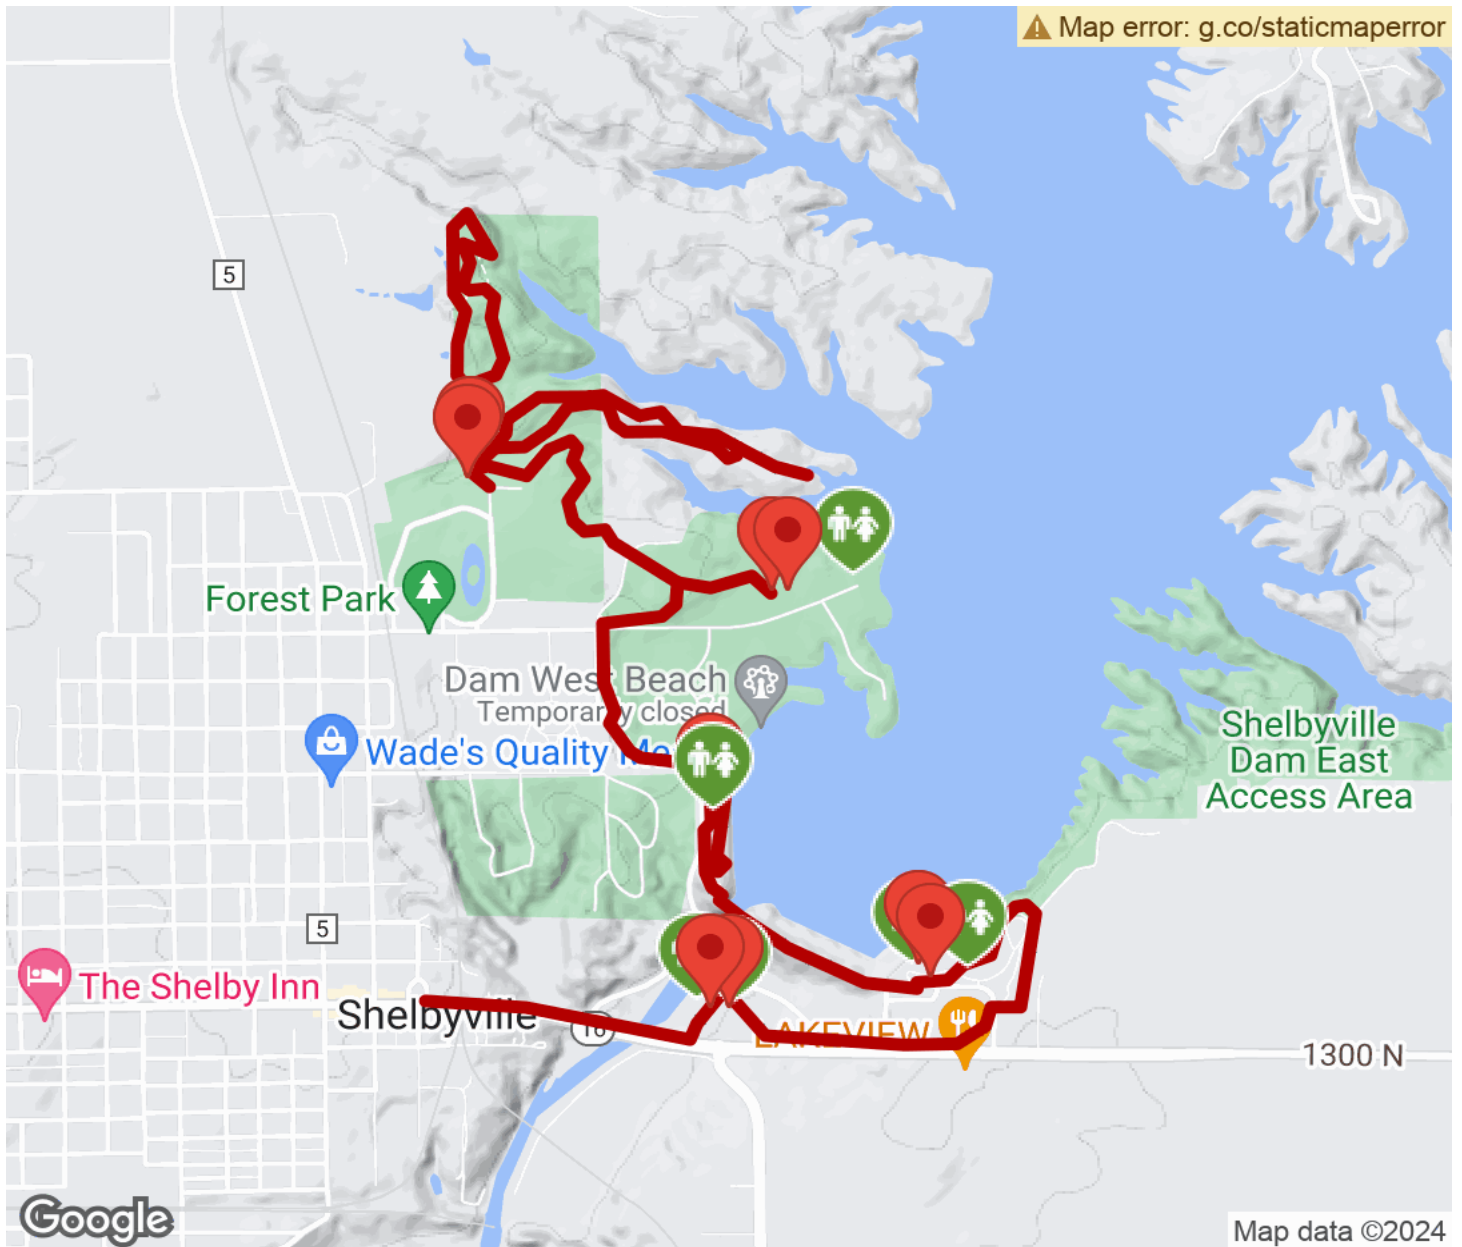 Map error: g.co/staticmaperror
5
Forest Park
Dam West Beach
Temporarily closed
Shelbyville
Dam East
Access Area
Wade's Quality Me
5
The Shelby Inn
Shelbyville
16
LAKEVIEW
1300 N
Google
Map data ©2024